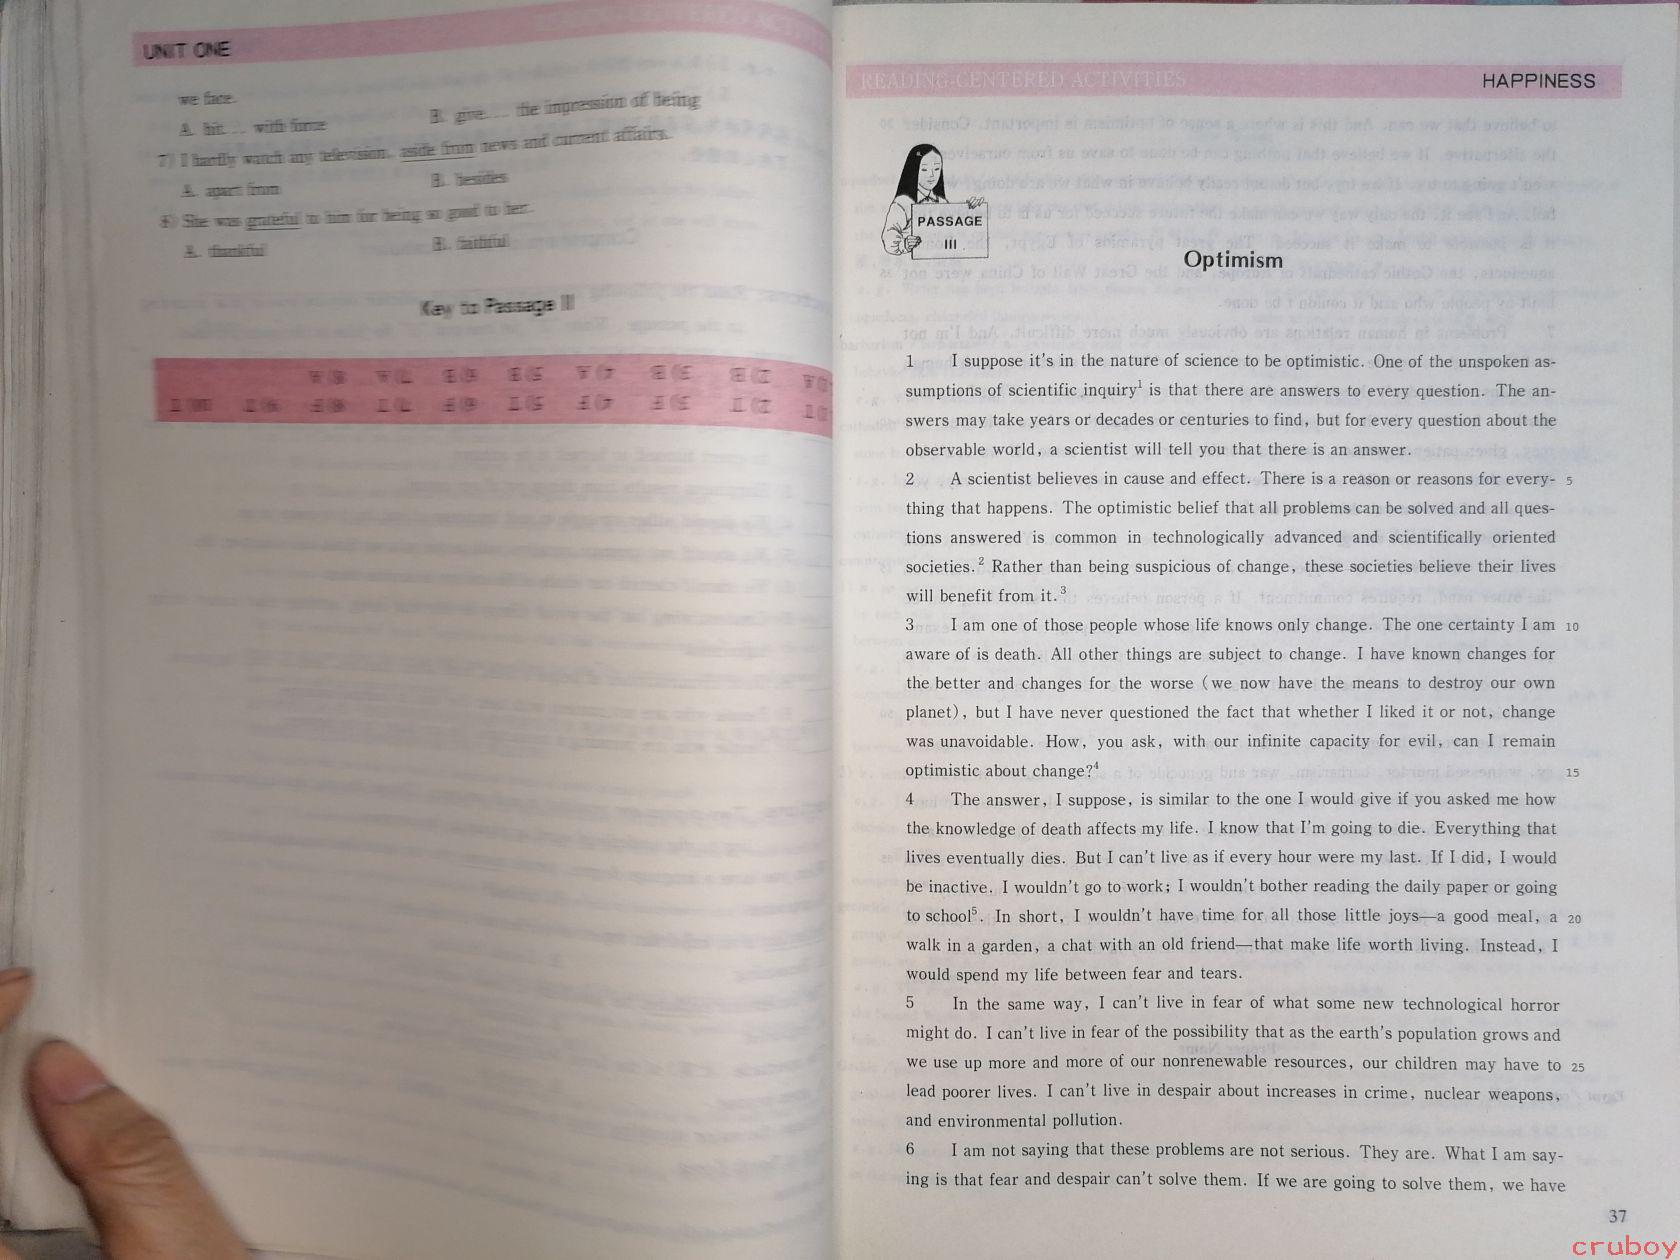 UNIT ONE
we face.
A. hit ... with force B. give ... the impression of being
7) I hardly watch any television, aside from news and current affairs.
A. apart from B. besides
She was grateful to him for being so good to her.
A. thankful B. faithful
Key to Passage III
READING-CENTERED ACTIVITIES
HAPPINESS
PASSAGE
III
Optimism
1 I suppose it's in the nature of science to be optimistic. One of the unspoken as-
sumptions of scientific inquiry1 is that there are answers to every question. The an-
swers may take years or decades or centuries to find, but for every question about the
observable world, a scientist will tell you that there is an answer.
2 A scientist believes in cause and effect. There is a reason or reasons for every- 5
thing that happens. The optimistic belief that all problems can be solved and all ques-
tions answered is common in technologically advanced and scientifically oriented
societies.2 Rather than being suspicious of change, these societies believe their lives
will benefit from it.3
3 I am one of those people whose life knows only change. The one certainty I am 10
aware of is death. All other things are subject to change. I have known changes for
the better and changes for the worse (we now have the means to destroy our own
planet), but I have never questioned the fact that whether I liked it or not, change
was unavoidable. How, you ask, with our infinite capacity for evil, can I remain
optimistic about change?4 15
4 The answer, I suppose, is similar to the one I would give if you asked me how
the knowledge of death affects my life. I know that I'm going to die. Everything that
lives eventually dies. But I can't live as if every hour were my last. If I did, I would
be inactive. I wouldn't go to work; I wouldn't bother reading the daily paper or going
to school5. In short, I wouldn't have time for all those little joys—a good meal, a 20
walk in a garden, a chat with an old friend—that make life worth living. Instead, I
would spend my life between fear and tears.
5 In the same way, I can't live in fear of what some new technological horror
might do. I can't live in fear of the possibility that as the earth's population grows and
we use up more and more of our nonrenewable resources, our children may have to 25
lead poorer lives. I can't live in despair about increases in crime, nuclear weapons,
and environmental pollution.
6 I am not saying that these problems are not serious. They are. What I am say-
ing is that fear and despair can't solve them. If we are going to solve them, we have
37
cruboy